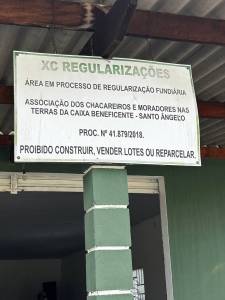 XC REGULARIZAÇÕES
ÁREA EM PROCESSO DE REGULARIZAÇÃO FUNDIÁRIA
ASSOCIAÇÃO DOS CHACAREIROS E MORADORES NAS
TERRAS DA CAIXA BENEFICENTE - SANTO ÂNGELO
PROC. Nº 41.879/2018.
PROIBIDO CONSTRUIR, VENDER LOTES OU REPARCELAR.